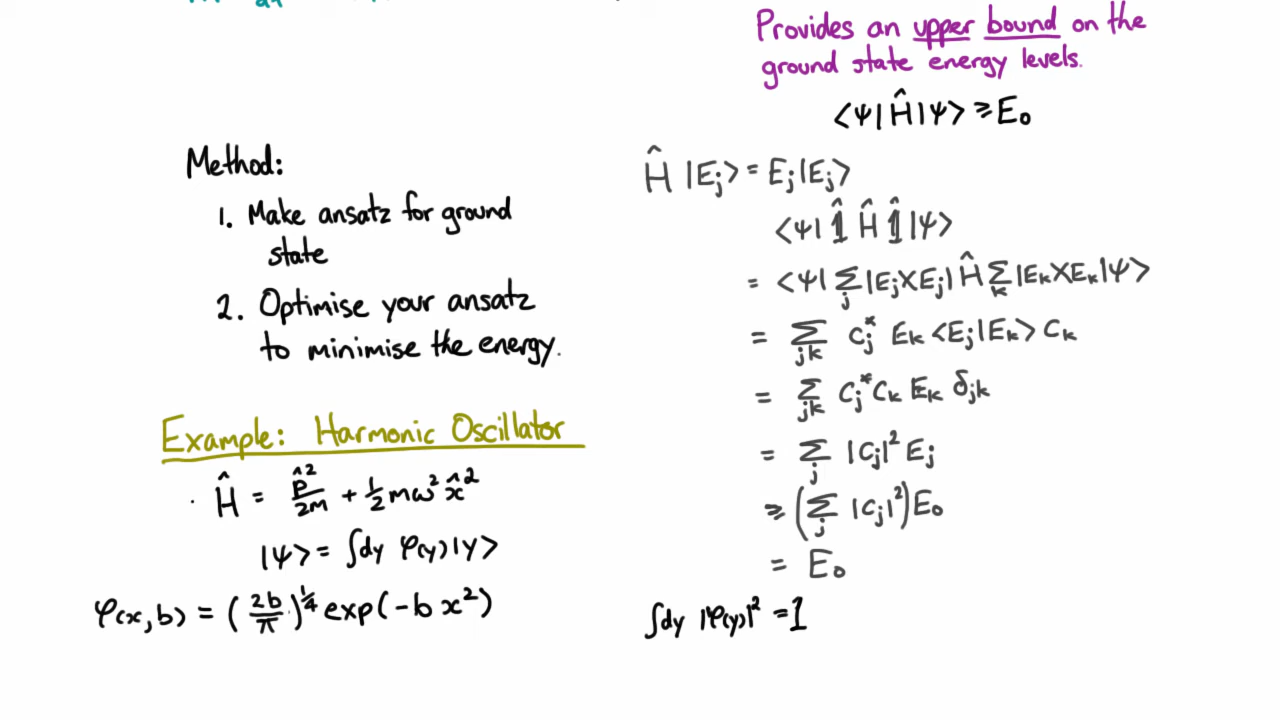 Method:
1. Make ansatz for ground
state
2. Optimise your ansatz
to minimise the energy.
Example: Harmonic Oscillator
Ĥ = p̂²/2m + ½mω² x̂²
|ψ> = ∫dy φ(y)|y>
φ(x,b) = (2b/π)^¼ exp(-b x²)
Provides an upper bound on the
ground state energy levels.
<ψ|Ĥ|ψ> ≥ E₀
Ĥ |Eⱼ> = Eⱼ|Eⱼ>
<ψ| 1̂ Ĥ 1̂ |ψ>
= <ψ| Σⱼ |Eⱼ><Eⱼ| Ĥ Σₖ |Eₖ><Eₖ|ψ>
= Σⱼₖ cⱼ* Eₖ <Eⱼ|Eₖ> cₖ
= Σⱼₖ cⱼ* cₖ Eₖ δⱼₖ
= Σⱼ |cⱼ|² Eⱼ
≥ (Σⱼ |cⱼ|²) E₀
= E₀
∫dy |φ(y)|² = 1